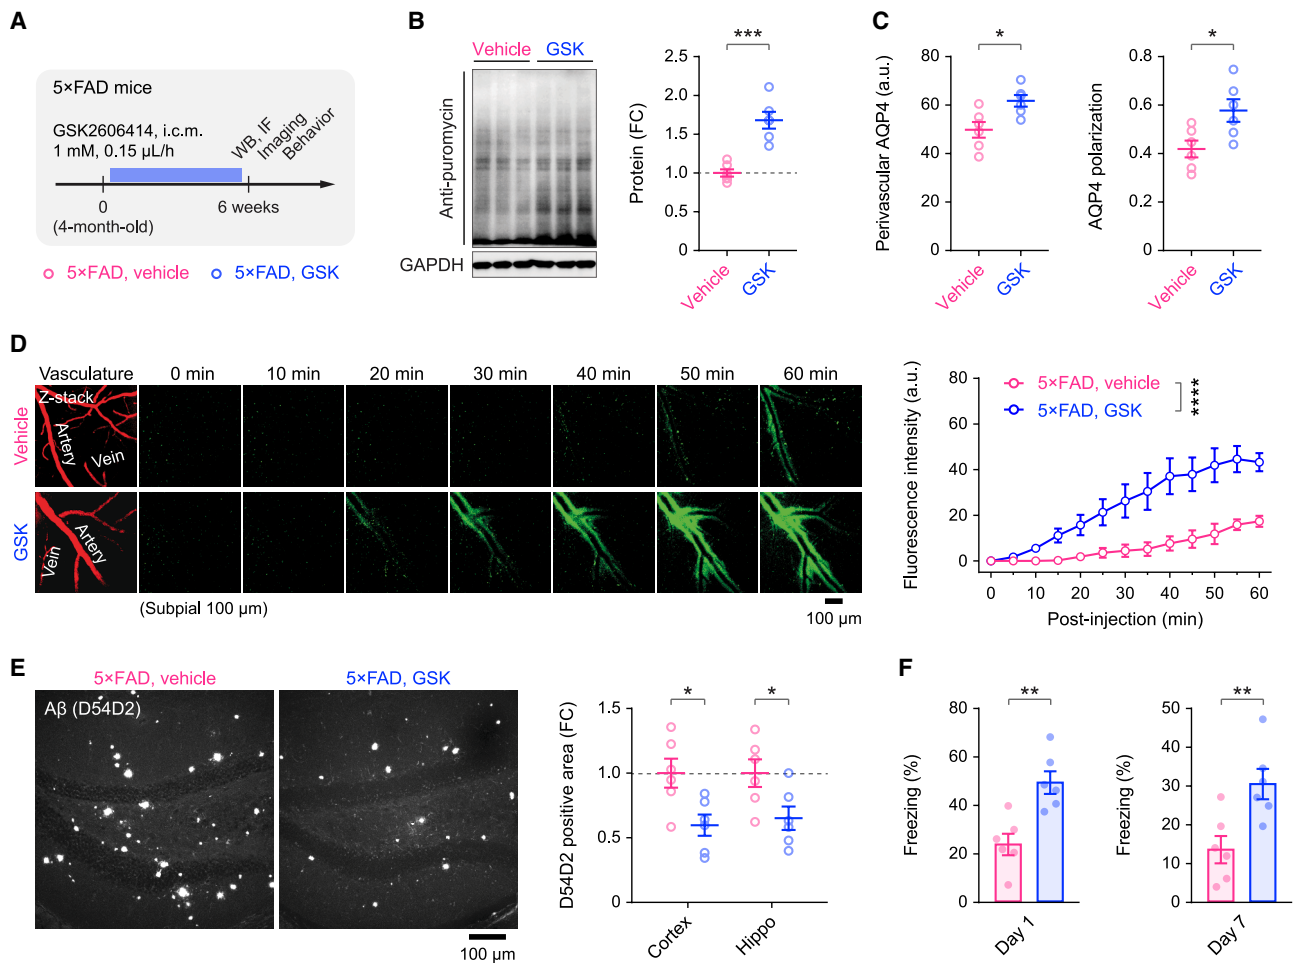 A
5×FAD mice
GSK2606414, i.c.m.
1 mM, 0.15 µL/h
WB, IF
Imaging
Behavior
0
6 weeks
(4-month-old)
5×FAD, vehicle
5×FAD, GSK
B
Vehicle
GSK
Anti-puromycin
GAPDH
***
Protein (FC)
2.5
2.0
1.5
1.0
0.5
0
Vehicle
GSK
C
*
Perivascular AQP4 (a.u.)
80
60
40
20
0
Vehicle
GSK
*
AQP4 polarization
0.8
0.6
0.4
0.2
0
Vehicle
GSK
D
Vasculature
0 min
10 min
20 min
30 min
40 min
50 min
60 min
Vehicle
Z-stack
Artery
Vein
GSK
Artery
Vein
(Subpial 100 µm)
100 µm
Fluorescence intensity (a.u.)
80
60
40
20
0
5×FAD, vehicle
5×FAD, GSK
****
0
10
20
30
40
50
60
Post-injection (min)
E
5×FAD, vehicle
5×FAD, GSK
Aβ (D54D2)
100 µm
D54D2 positive area (FC)
1.5
1.0
0.5
0
*
*
Cortex
Hippo
F
**
Freezing (%)
80
60
40
20
0
Day 1
**
Freezing (%)
50
40
30
20
10
0
Day 7